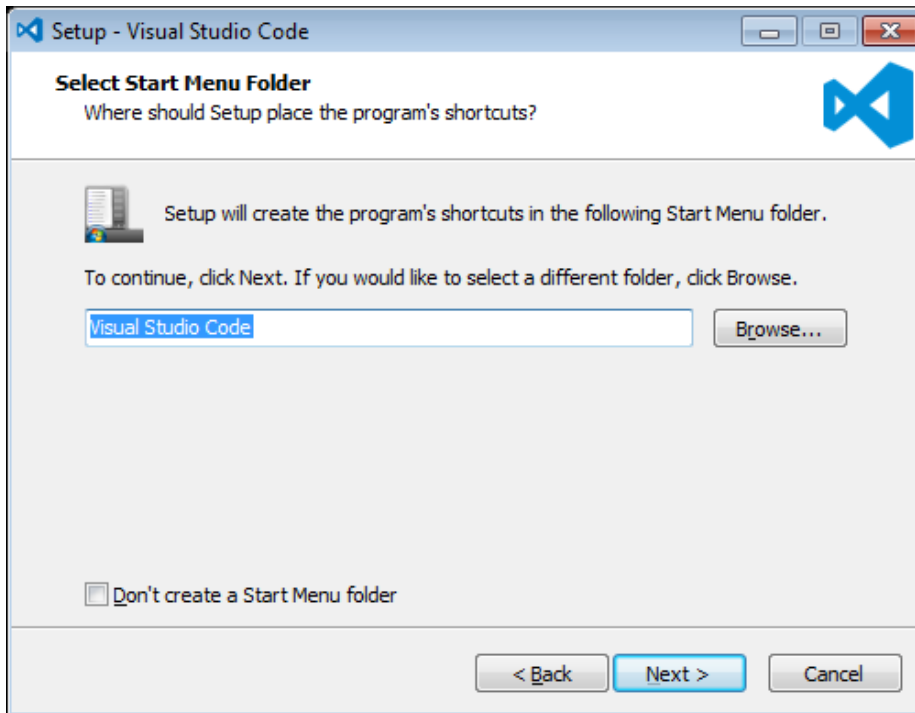 Setup - Visual Studio Code
Select Start Menu Folder
Where should Setup place the program's shortcuts?
Setup will create the program's shortcuts in the following Start Menu folder.
To continue, click Next. If you would like to select a different folder, click Browse.
Visual Studio Code
Browse...
Don't create a Start Menu folder
< Back
Next >
Cancel